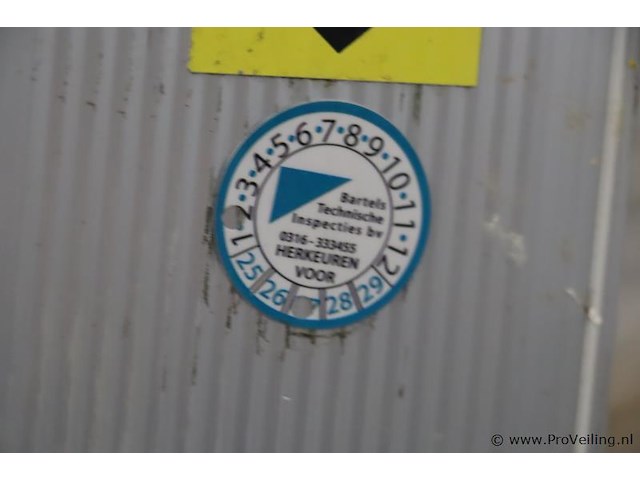 1 2·3·4·5·6·7·8·9·10·11·12
Bartels
Technische
Inspecties bv
0316 - 333455
HERKEUREN
VOOR
25 26 7 28 29
© www.ProVeiling.nl